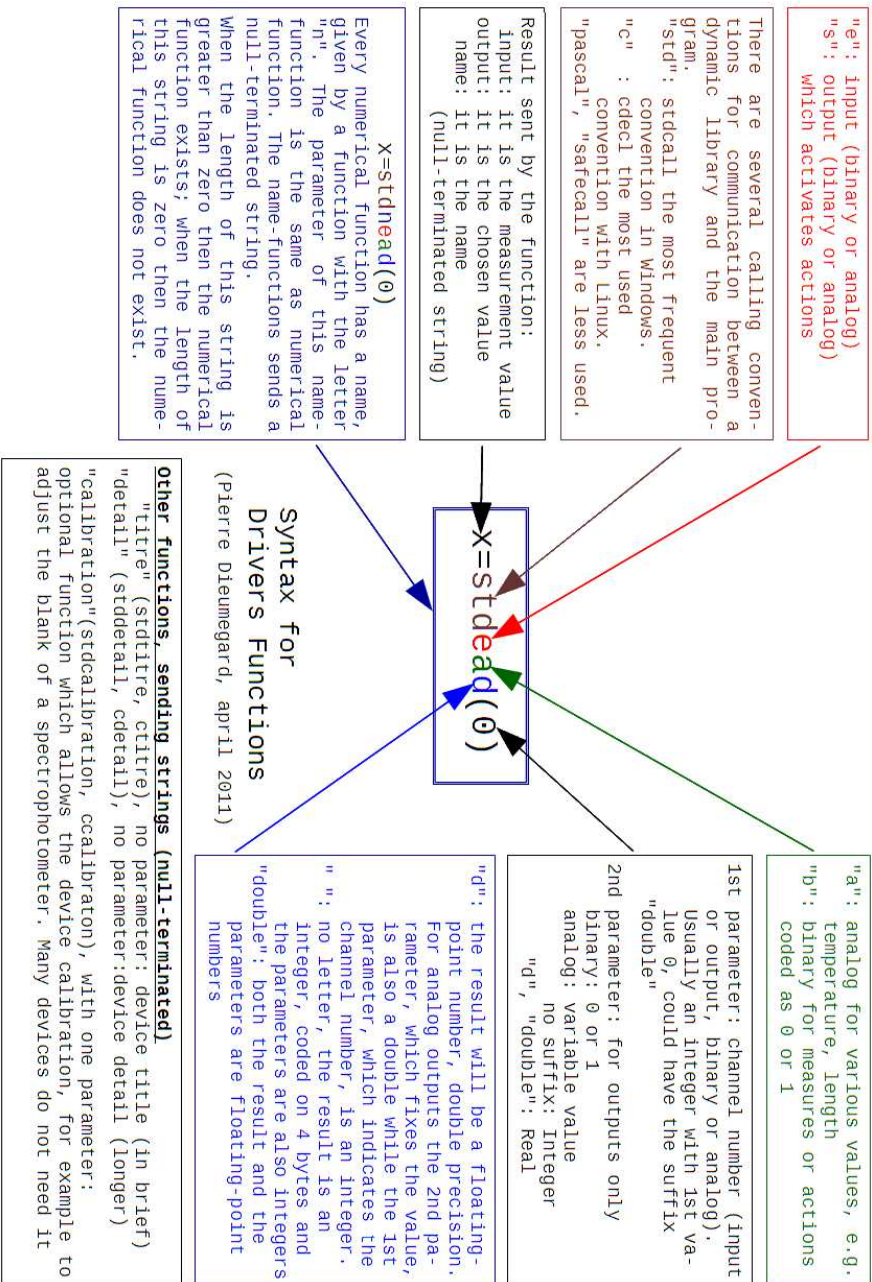 "e": input (binary or analog)
"s": output (binary or analog)
which activates actions
There are several calling conven-
tions for communication between a
dynamic library and the main pro-
gram.
"std": stdcall the most frequent
convention in Windows.
"c" : cdecl the most used
convention with Linux.
"pascal", "safecall" are less used.
Result sent by the function:
input: it is the measurement value
output: it is the chosen value
name: it is the name
(null-terminated string)
x=stdnead(0)
Every numerical function has a name,
given by a function with the letter
"n". The parameter of this name-
function is the same as numerical
function. The name-functions sends a
null-terminated string.
When the length of this string is
greater than zero then the numerical
function exists; when the length of
this string is zero then the nume-
rical function does not exist.
x=stdead(0)
Syntax for
Drivers Functions
(Pierre Dieumegard, april 2011)
"a": analog for various values, e.g.
temperature, length
"b": binary for measures or actions
coded as 0 or 1
1st parameter: channel number (input
or output, binary or analog).
Usually an integer with 1st va-
lue 0, could have the suffix
"double"
2nd parameter: for outputs only
binary: 0 or 1
analog: variable value
no suffix: Integer
"d", "double": Real
"d": the result will be a floating-
point number, double precision.
For analog outputs the 2nd pa-
rameter, which fixes the value,
is also a double while the 1st
parameter, which indicates the
channel number, is an integer.
" ": no letter, the result is an
integer, coded on 4 bytes and
the parameters are also integers
"double": both the result and the
parameters are floating-point
numbers
Other functions, sending strings (null-terminated)
"titre" (stdtitre, ctitre), no parameter: device title (in brief)
"detail" (stddetail, cdetail), no parameter:device detail (longer)
"calibration"(stdcalibration, ccalibraton), with one parameter:
optional function which allows the device calibration, for example to
adjust the blank of a spectrophotometer. Many devices do not need it